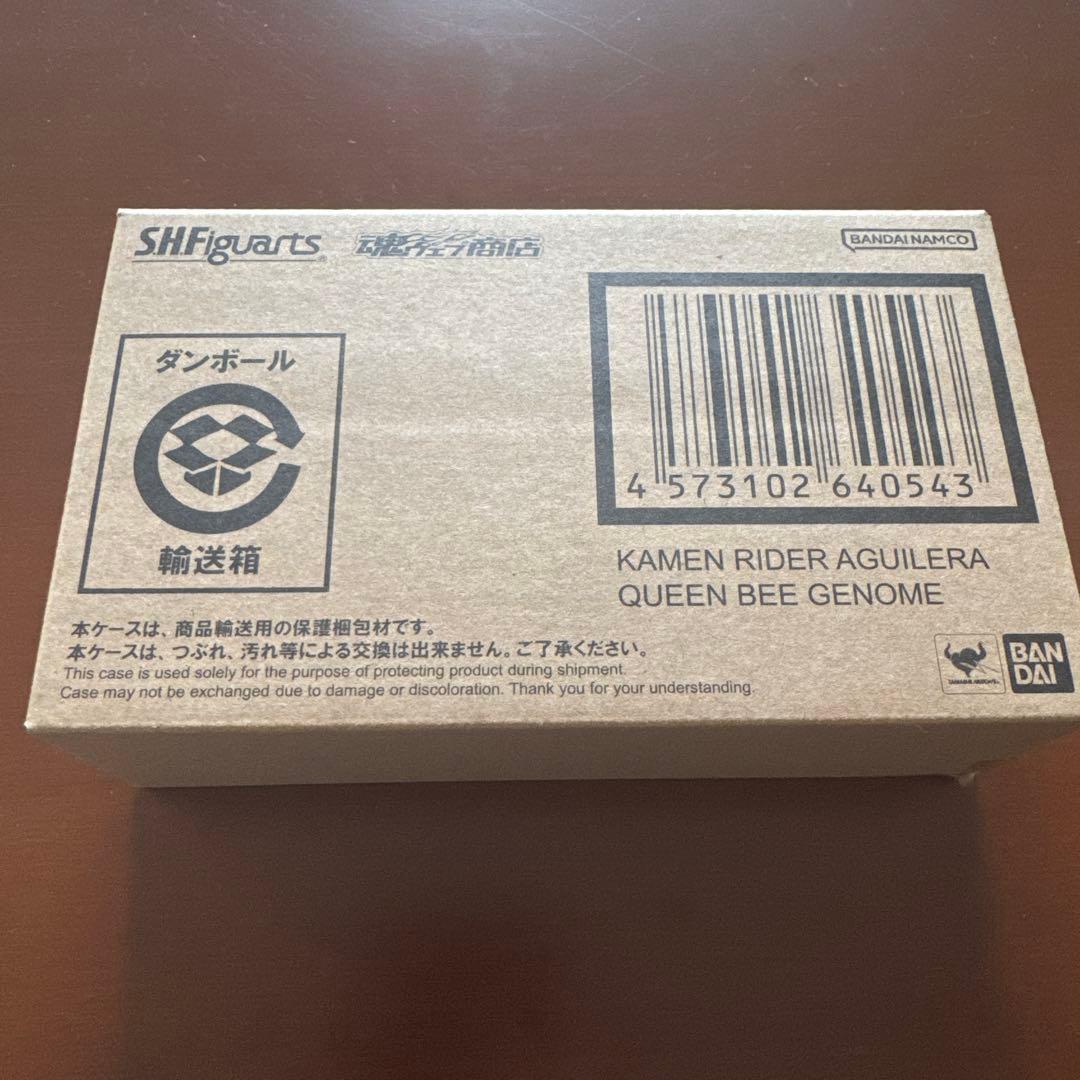 S.H.Figuarts
魂ウェブ商店
BANDAI NAMCO
ダンボール
輸送箱
4 573102 640543
KAMEN RIDER AGUILERA
QUEEN BEE GENOME
本ケースは、商品輸送用の保護梱包材です。
本ケースは、つぶれ、汚れ等による交換は出来ません。ご了承ください。
This case is used solely for the purpose of protecting product during shipment.
Case may not be exchanged due to damage or discoloration. Thank you for your understanding.
BAN
DAI